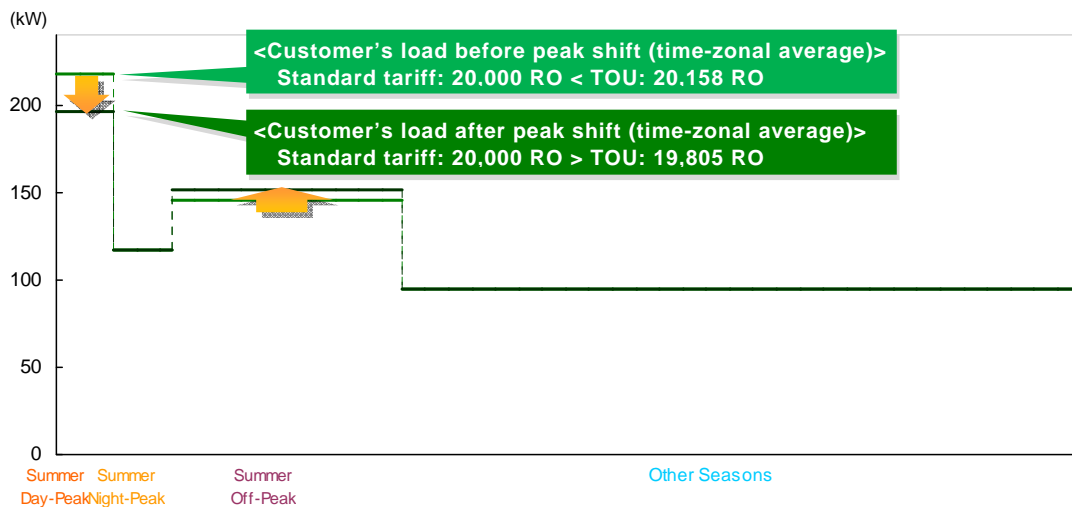 (kW)
<Customer's load before peak shift (time-zonal average)>
Standard tariff: 20,000 RO < TOU: 20,158 RO
200
<Customer's load after peak shift (time-zonal average)>
Standard tariff: 20,000 RO > TOU: 19,805 RO
150
100
50
0
Summer Day-Peak
Summer Night-Peak
Summer Off-Peak
Other Seasons